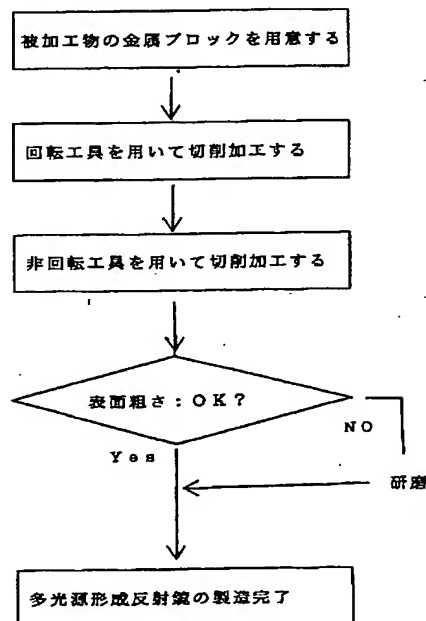 被加工物の金属ブロックを用意する
回転工具を用いて切削加工する
非回転工具を用いて切削加工する
表面粗さ：OK？
NO
Yes
研磨
多光源形成反射鏡の製造完了